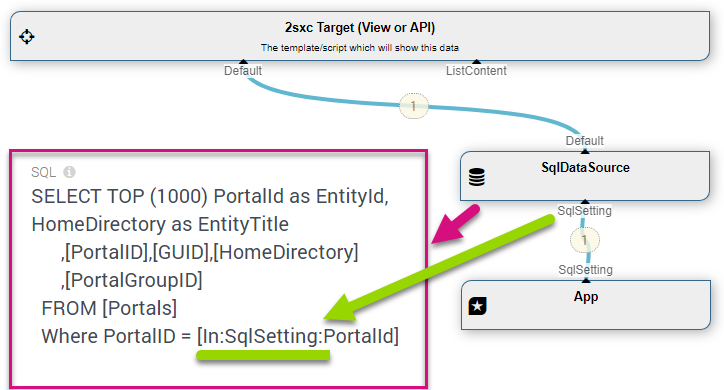 2sxc Target (View or API)
The template/script which will show this data
Default
ListContent
1
Default
SqlDataSource
SqlSetting
1
SqlSetting
App
SQL
SELECT TOP (1000) PortalId as EntityId,
HomeDirectory as EntityTitle
,[PortalID],[GUID],[HomeDirectory]
,[PortalGroupID]
FROM [Portals]
Where PortalID = [In:SqlSetting:PortalId]